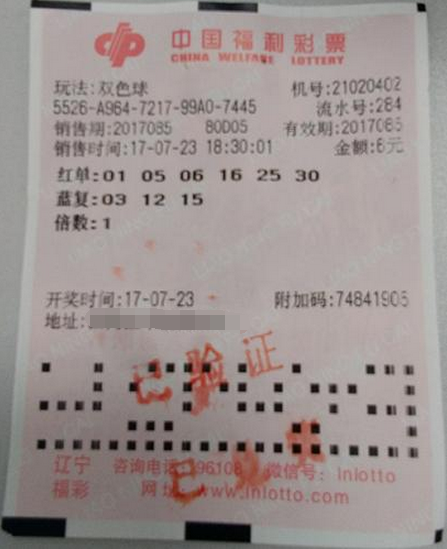 中国福利彩票
CHINA WELFARE LOTTERY
玩法:双色球 机号:21020402
5526-A964-7217-99A0-7445 流水号:284
销售期:2017085 80D05 有效期:2017085
销售时间:17-07-23 18:30:01 金额:6元
红单:01 05 06 16 25 30
蓝复:03 12 15
倍数:1
开奖时间:17-07-23 附加码:74841905
地址:
已验证
辽宁 咨询电话:96108 微信号: lnlotto
福彩 网址: www.lnlotto.com